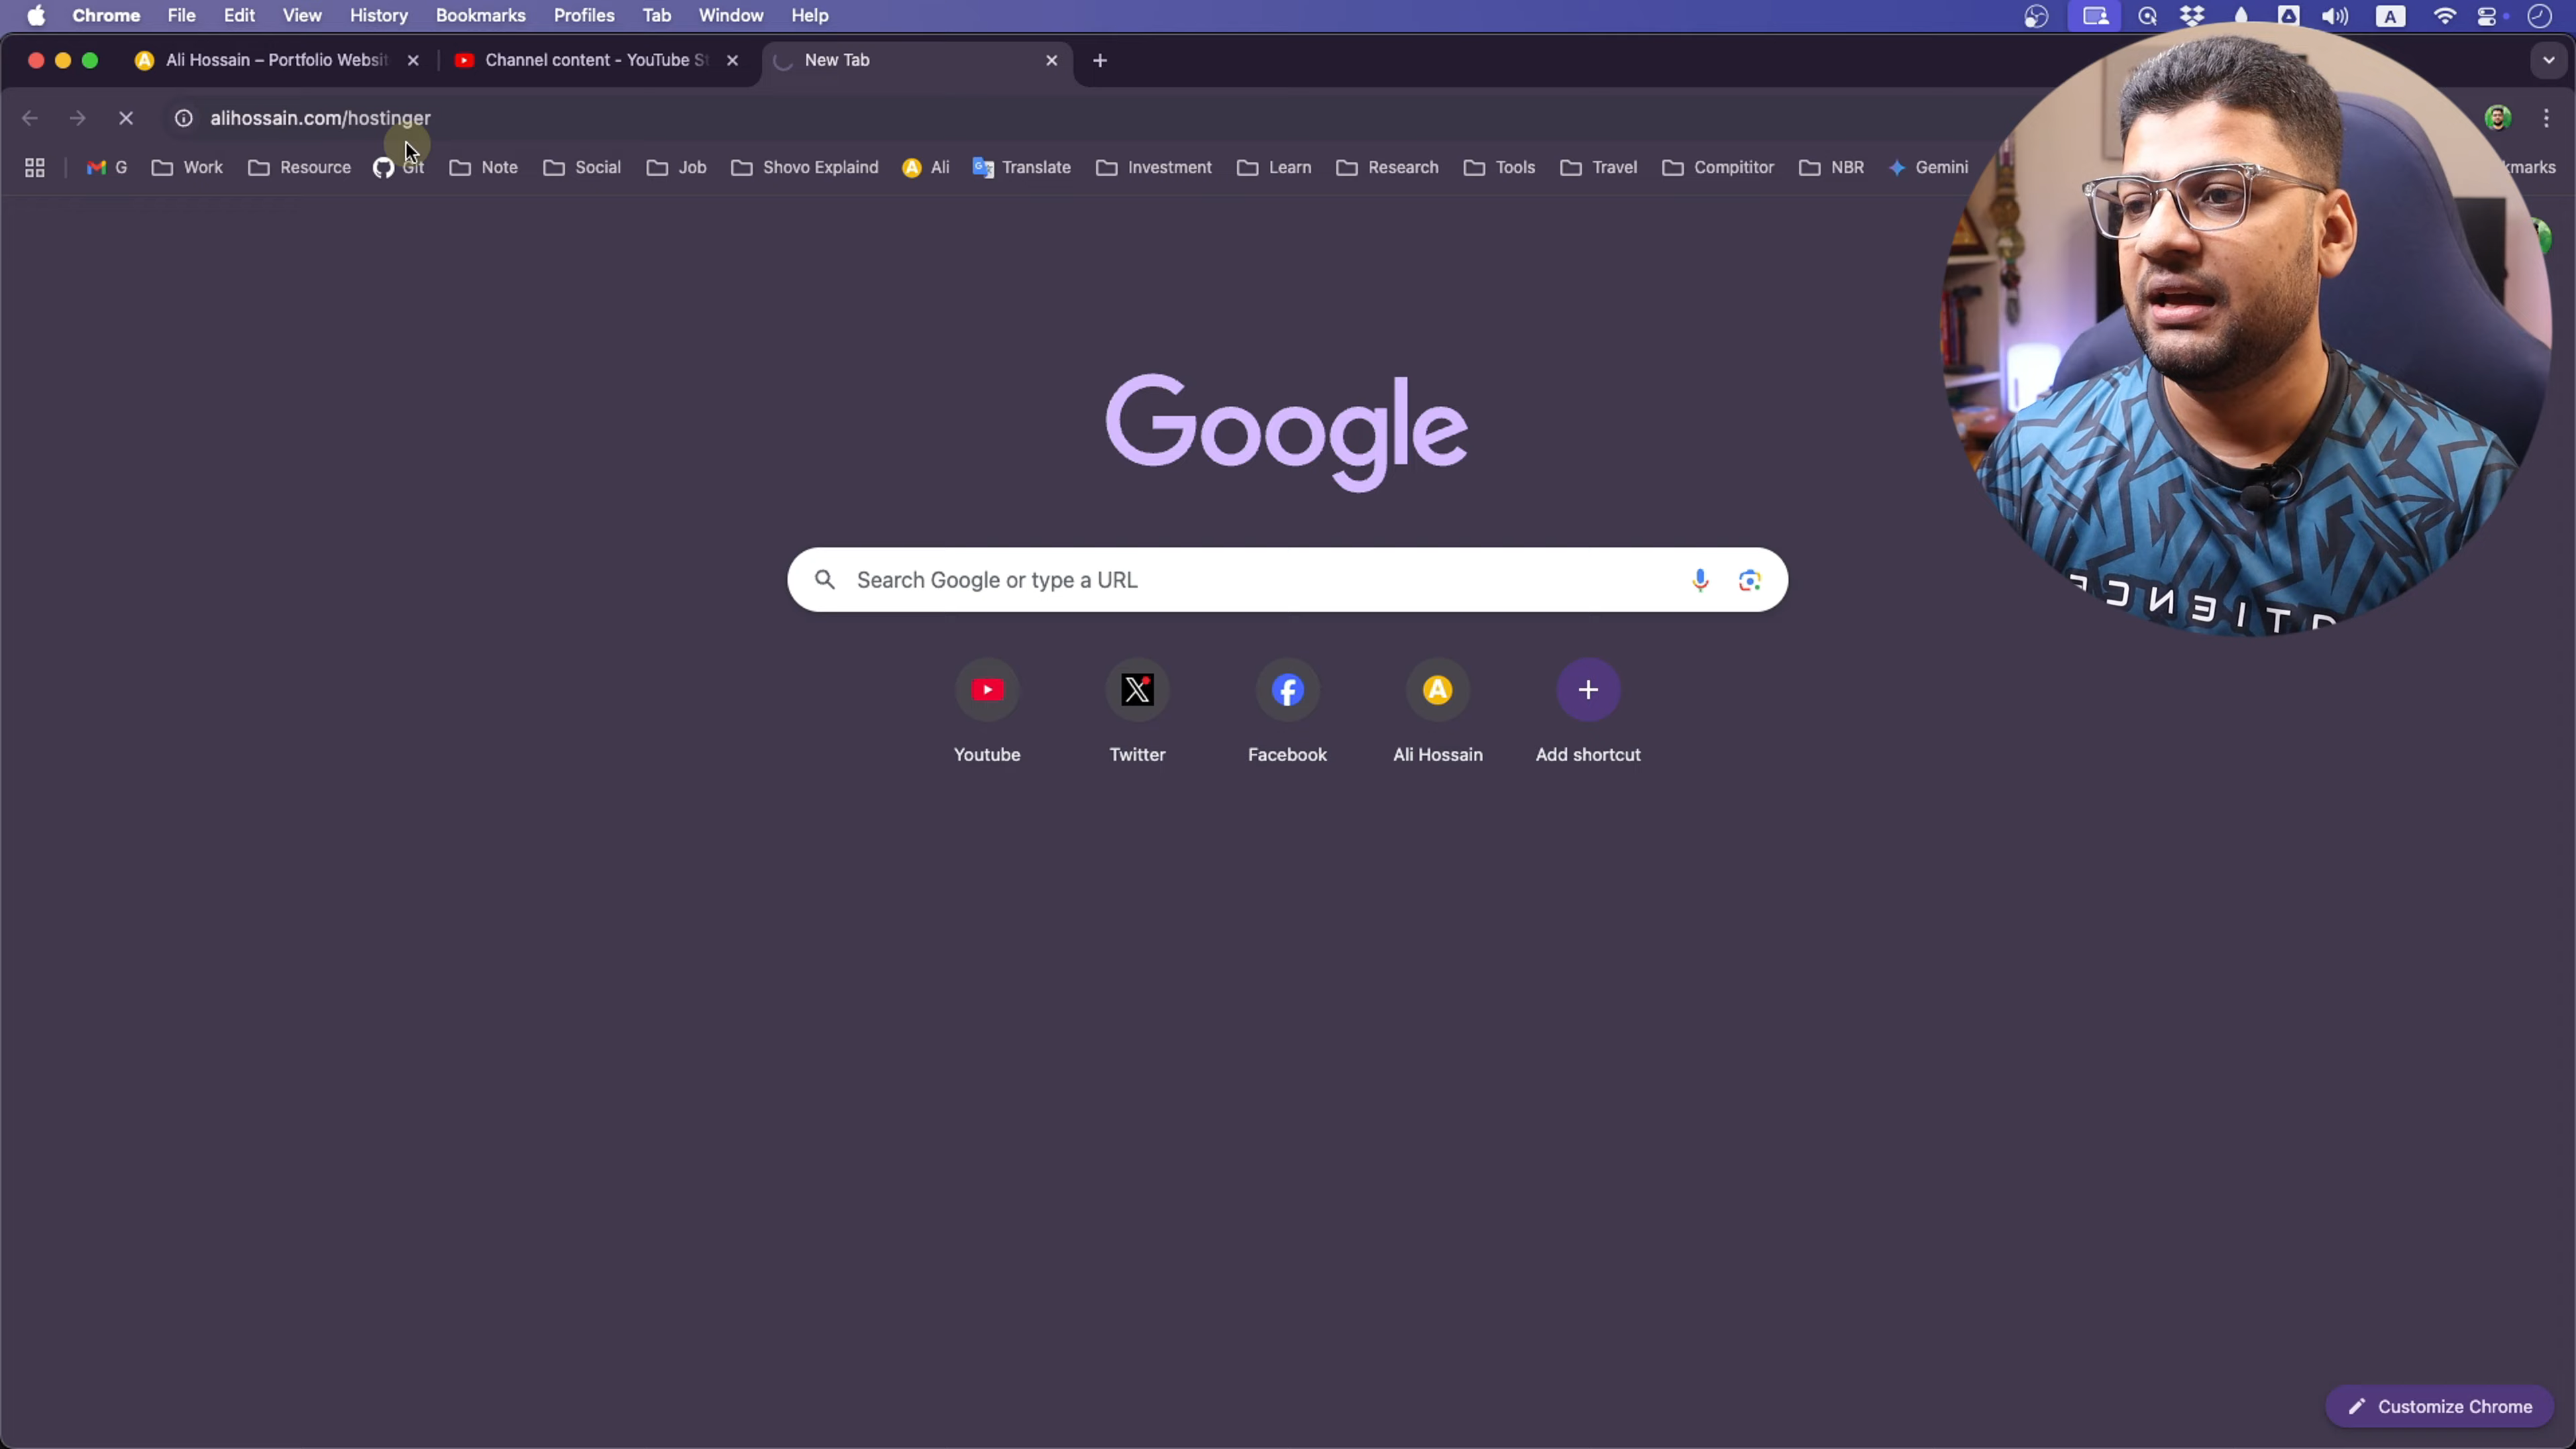 Chrome File Edit View History Bookmarks Profiles Tab Window Help
Ali Hossain – Portfolio Websit
Channel content - YouTube St
New Tab
alihossain.com/hostinger
G Work Resource Git Note Social Job Shovo Explaind Ali Translate Investment Learn Research Tools Travel Compititor NBR Gemini
Google
Search Google or type a URL
Youtube Twitter Facebook Ali Hossain Add shortcut
Customize Chrome